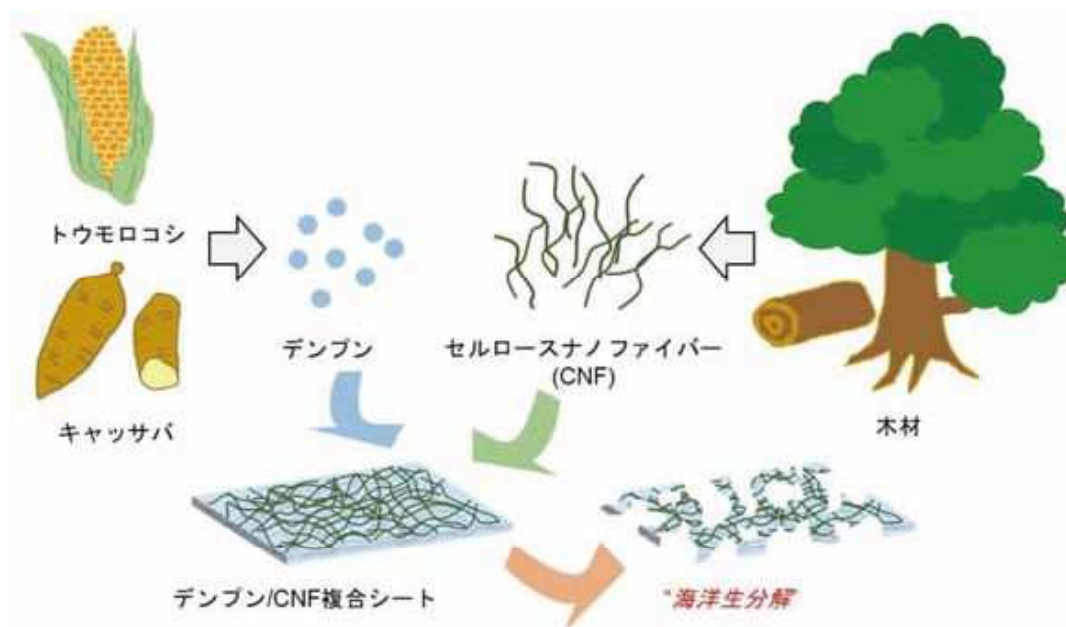 トウモロコシ
キャッサバ
デンプン
セルロースナノファイバー
(CNF)
木材
デンプン/CNF複合シート
"海洋生分解"